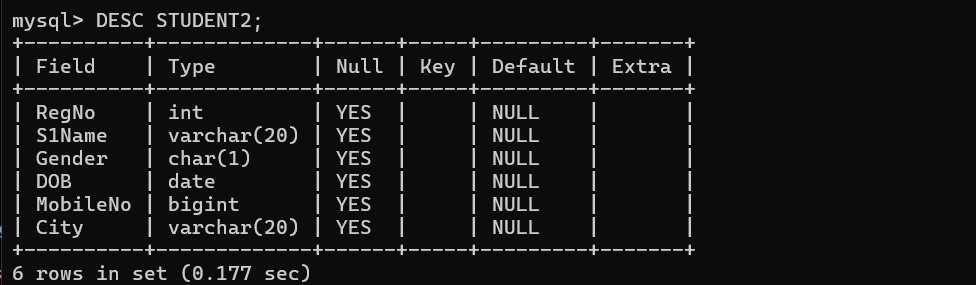 mysql> DESC STUDENT2;
+----------+-------------+------+-----+---------+-------+
| Field    | Type        | Null | Key | Default | Extra |
+----------+-------------+------+-----+---------+-------+
| RegNo    | int         | YES  |     | NULL    |       |
| S1Name   | varchar(20) | YES  |     | NULL    |       |
| Gender   | char(1)     | YES  |     | NULL    |       |
| DOB      | date        | YES  |     | NULL    |       |
| MobileNo | bigint      | YES  |     | NULL    |       |
| City     | varchar(20) | YES  |     | NULL    |       |
+----------+-------------+------+-----+---------+-------+
6 rows in set (0.177 sec)